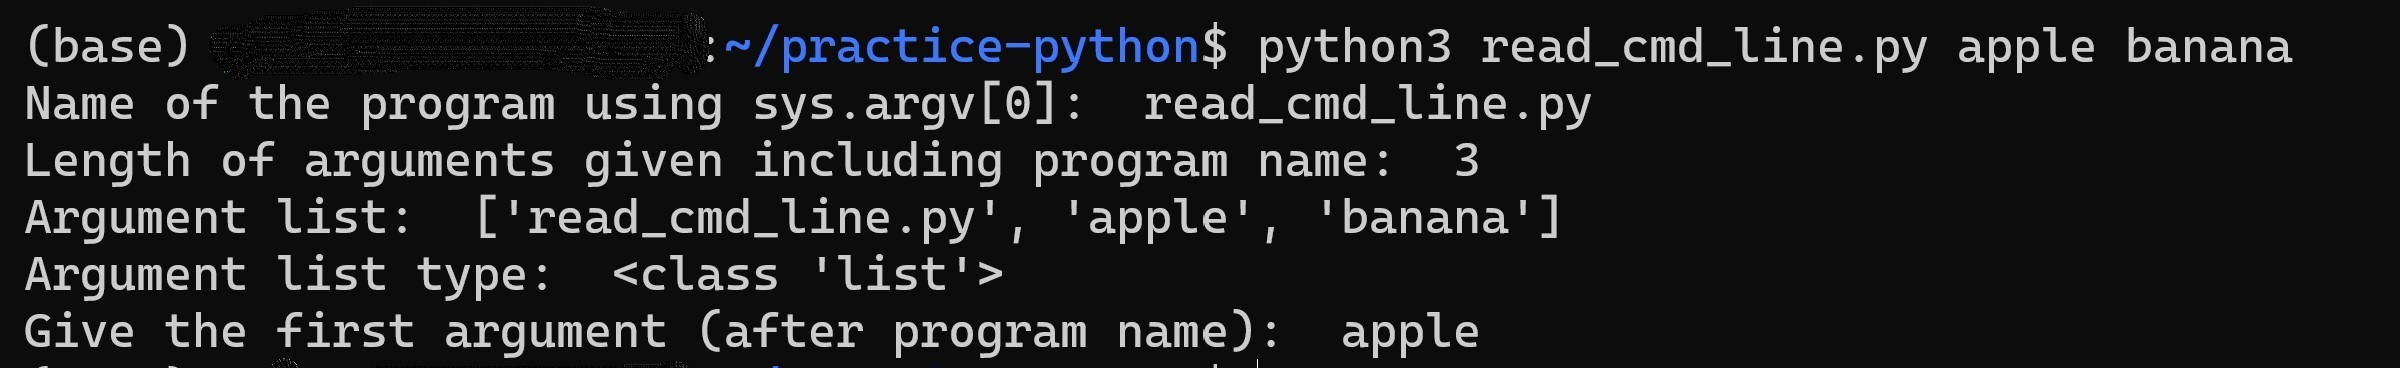 (base) :~/practice-python$ python3 read_cmd_line.py apple banana
Name of the program using sys.argv[0]:  read_cmd_line.py
Length of arguments given including program name:  3
Argument list:  ['read_cmd_line.py', 'apple', 'banana']
Argument list type:  <class 'list'>
Give the first argument (after program name):  apple